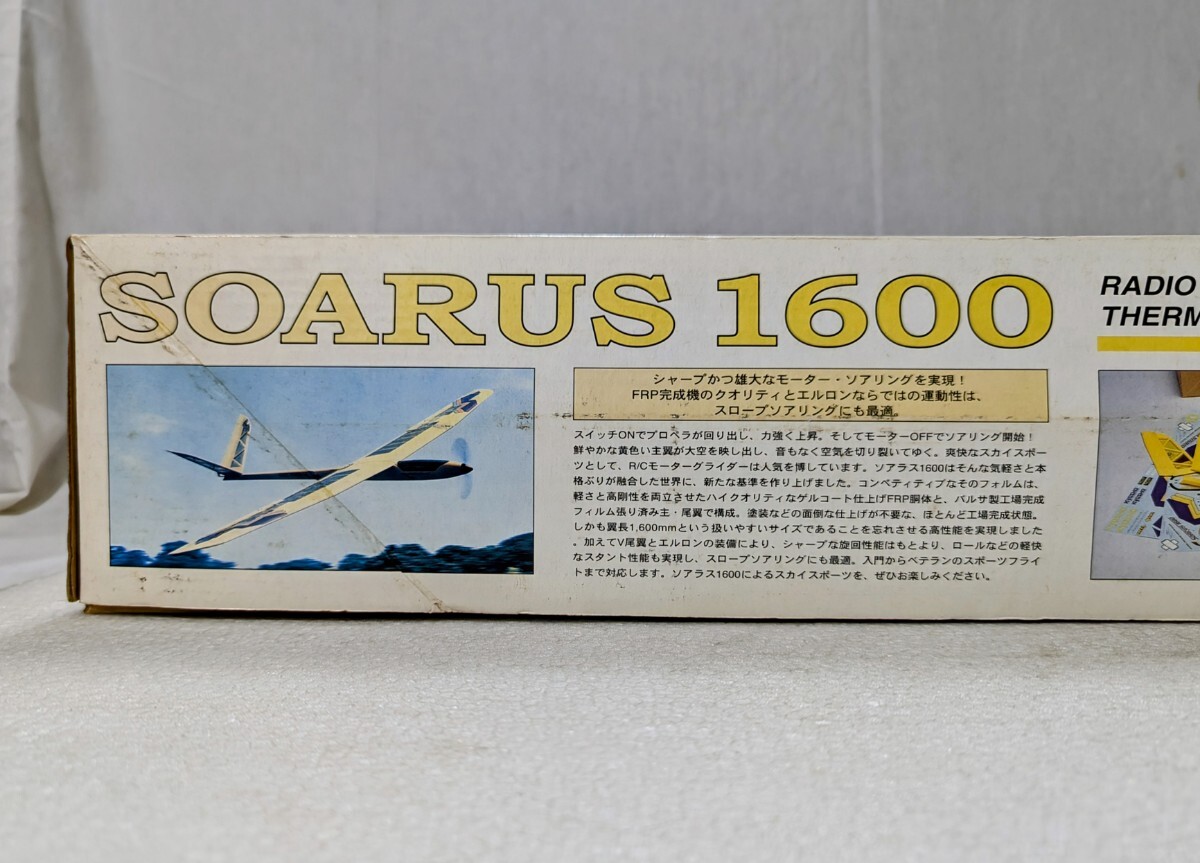 SOARUS 1600
RADIO
THERM
シャープかつ雄大なモーター・ソアリングを実現！
FRP完成機のクオリティとエルロンならではの運動性は、
スロープソアリングにも最適。
スイッチONでプロペラが回り出し、力強く上昇。そしてモーターOFFでソアリング開始！
鮮やかな黄色い主翼が大空を映し出し、音もなく空気を切り裂いてゆく。爽快なスカイスポー
ツとして、R/Cモーターグライダーは人気を博しています。ソアラス1600はそんな気軽さと本
格ぶりが融合した世界に、新たな基準を作り上げました。コンペティティブなそのフォルムは、
軽さと高剛性を両立させたハイクオリティなゲルコート仕上げFRP胴体と、バルサ製工場完成
フィルム張り済み主・尾翼で構成。塗装などの面倒な仕上げが不要な、ほとんど工場完成状態。
しかも翼長1,600mmという扱いやすいサイズであることを忘れさせる高性能を実現しました
。加えてV尾翼とエルロンの装備により、シャープな旋回性能はもとより、ロールなどの軽快
なスタント性能も実現し、スロープソアリングにも最適。入門からベテランのスポーツフライ
トまで対応します。ソアラス1600によるスカイスポーツを、ぜひお楽しみください。